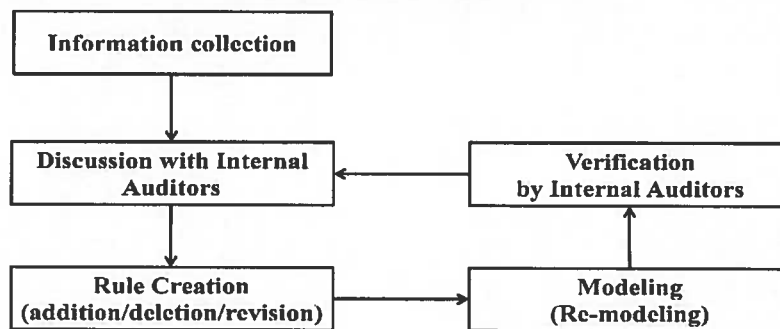 Information collection
Discussion with Internal
Auditors
Verification
by Internal Auditors
Rule Creation
(addition/deletion/revision)
Modeling
(Re-modeling)